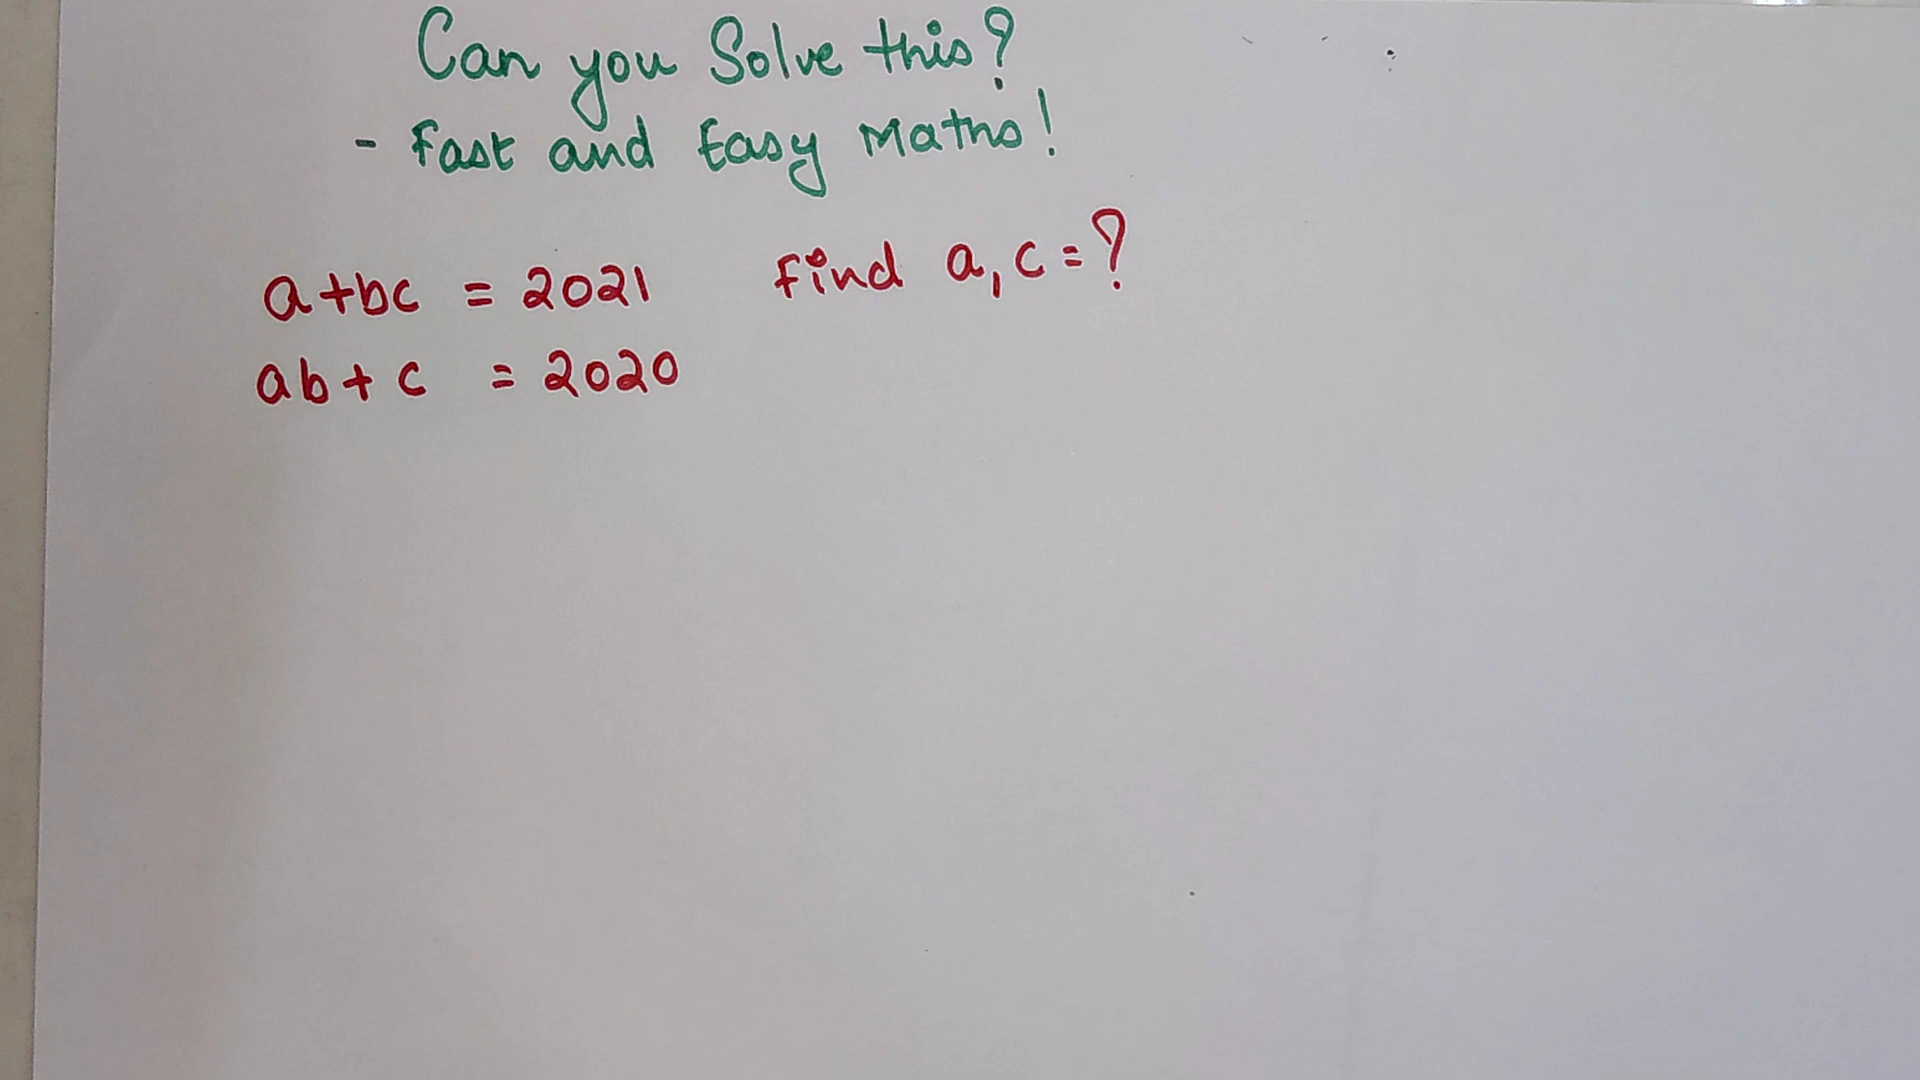 Can you Solve this?
- Fast and Easy Maths!
a+bc = 2021 Find a, c = ?
ab + c = 2020